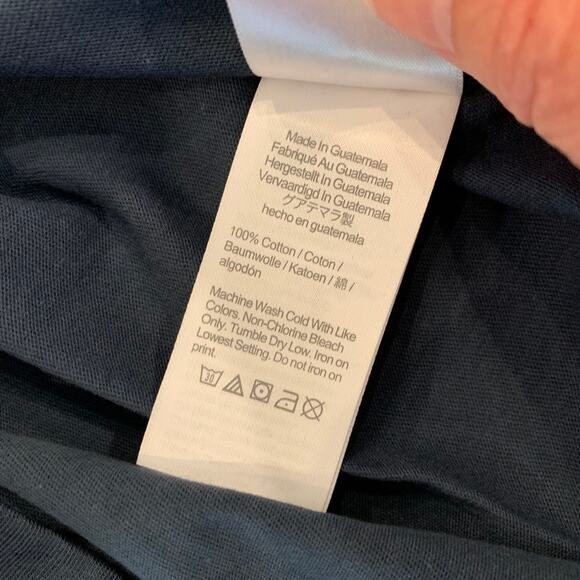 Made In Guatemala
Fabriqué Au Guatemala
Hergestellt In Guatemala
Vervaardigd In Guatemala
グアテマラ製
hecho en guatemala
100% Cotton / Coton /
Baumwolle / Katoen / 綿 /
algodón
Machine Wash Cold With Like
Colors. Non-Chlorine Bleach
Only. Tumble Dry Low. Iron on
Lowest Setting. Do not iron on
print.
30